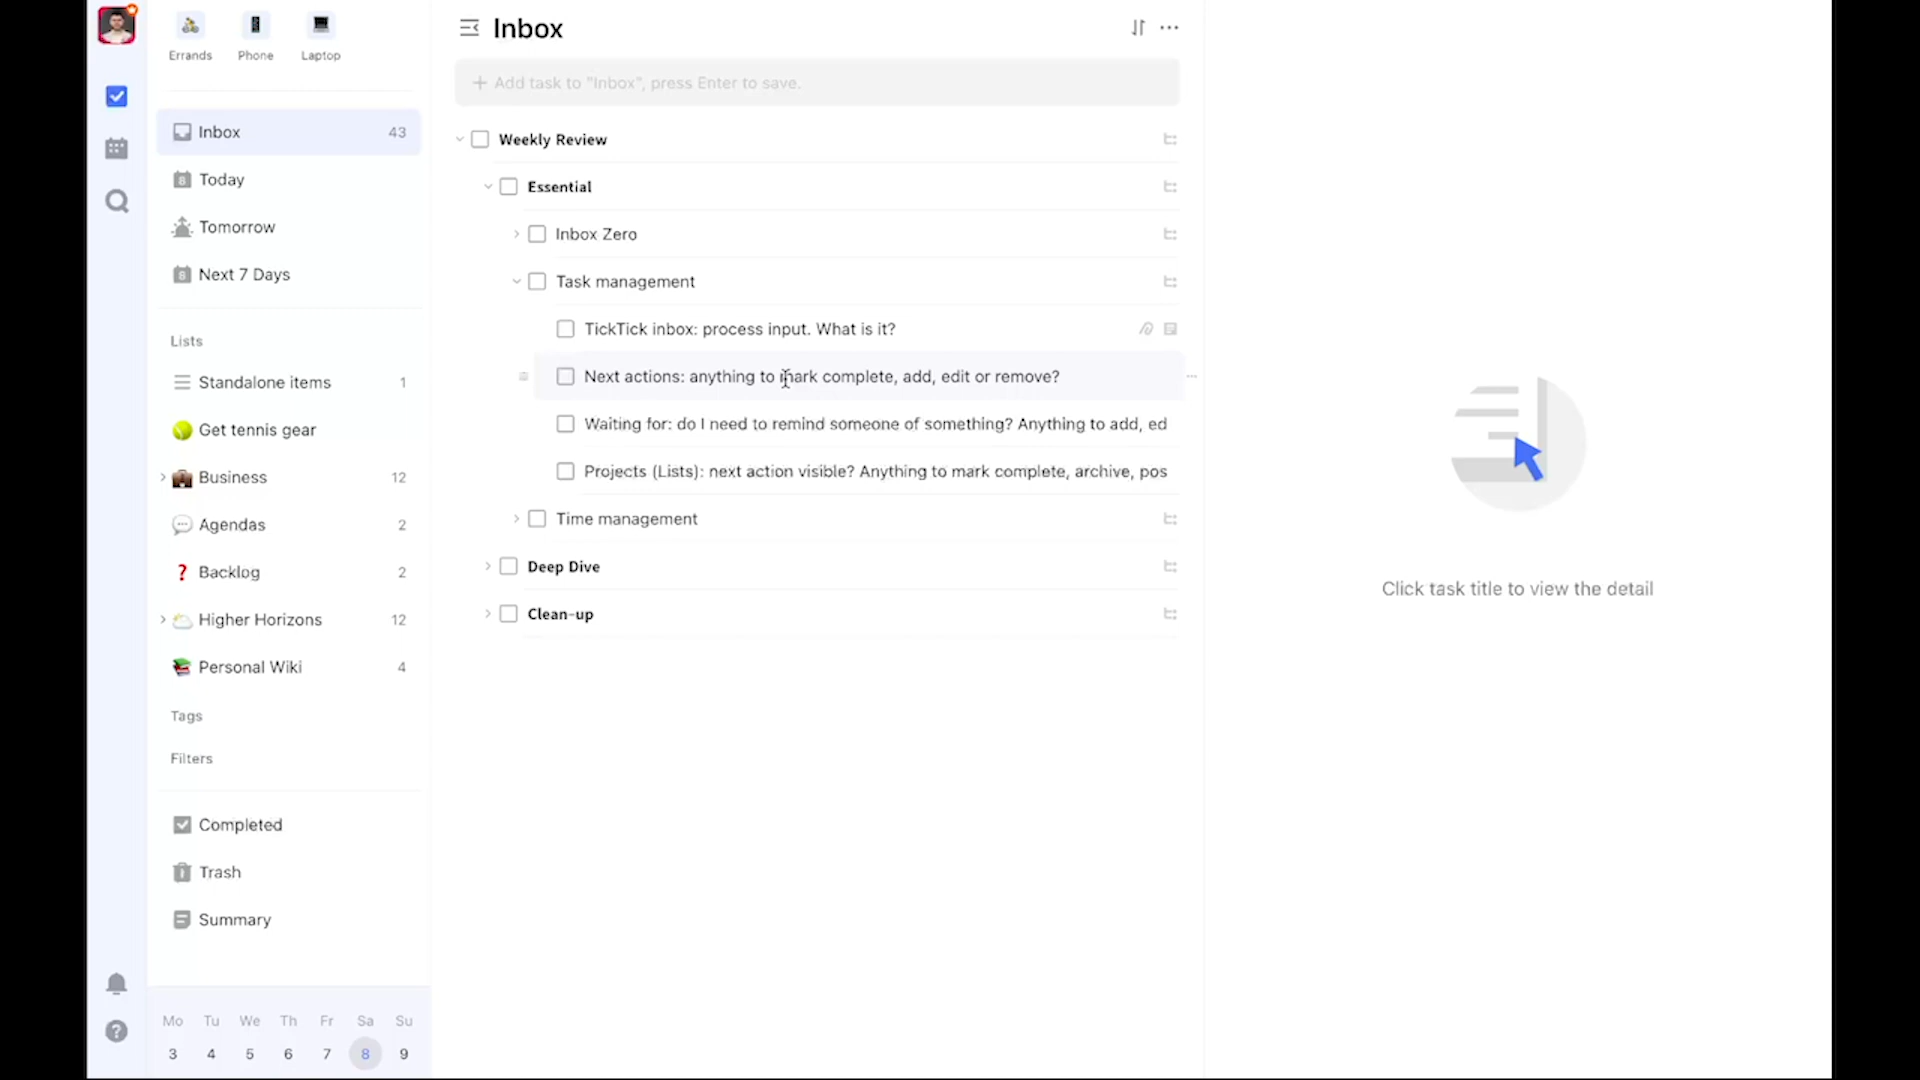 Errands
Phone
Laptop
Inbox 43
8 Today
Tomorrow
8 Next 7 Days
Lists
Standalone items 1
Get tennis gear
Business 12
Agendas 2
Backlog 2
Higher Horizons 12
Personal Wiki 4
Tags
Filters
Completed
Trash
Summary
Mo Tu We Th Fr Sa Su
3 4 5 6 7 8 9
Inbox
+ Add task to "Inbox", press Enter to save.
Weekly Review
Essential
Inbox Zero
Task management
TickTick inbox: process input. What is it?
Next actions: anything to mark complete, add, edit or remove?
Waiting for: do I need to remind someone of something? Anything to add, ed
Projects (Lists): next action visible? Anything to mark complete, archive, pos
Time management
Deep Dive
Clean-up
Click task title to view the detail